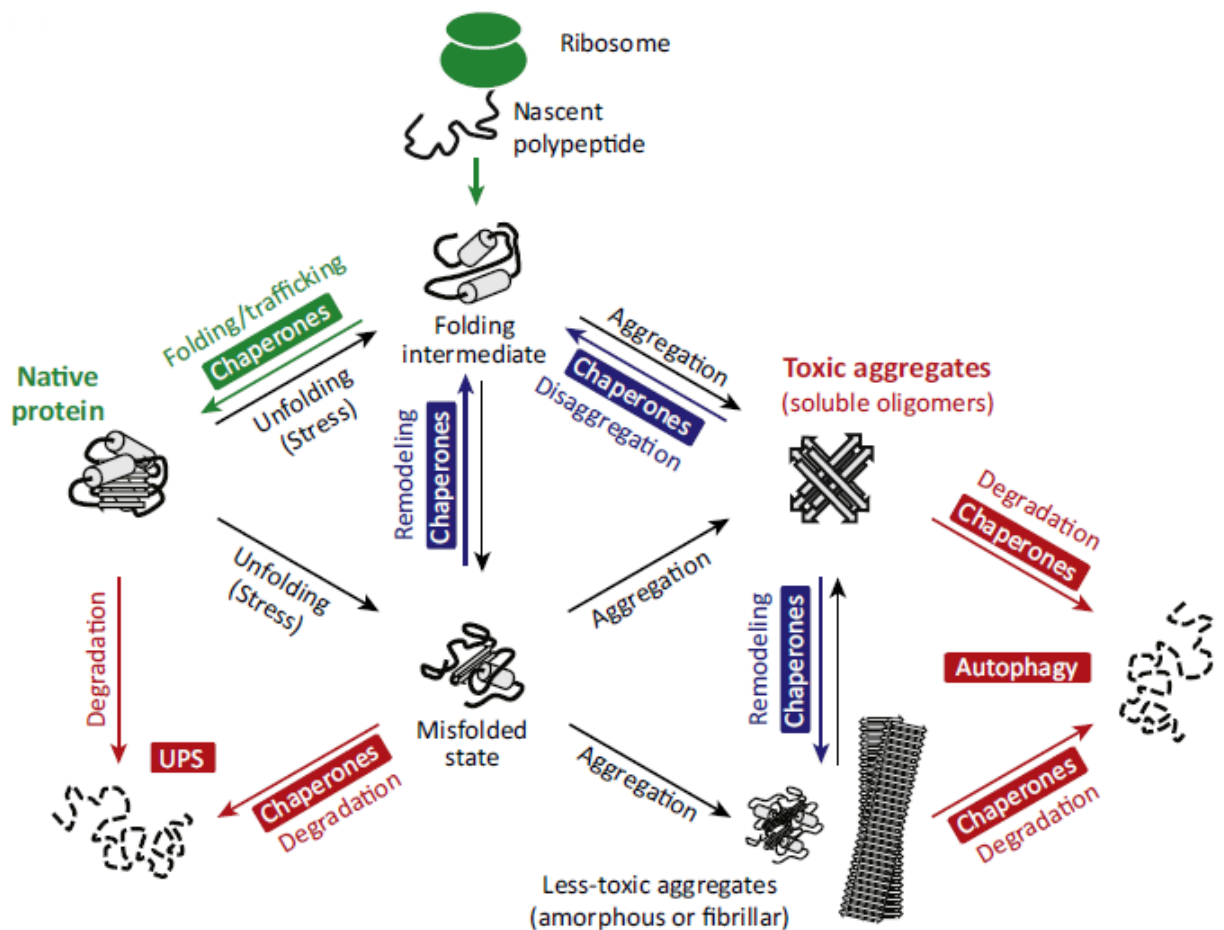 Ribosome
Nascent
polypeptide
Folding/trafficking
Chaperones
Unfolding
(Stress)
Folding
intermediate
Aggregation
Chaperones
Disaggregation
Native
protein
Toxic aggregates
(soluble oligomers)
Remodeling
Chaperones
Degradation
Chaperones
Unfolding
(Stress)
Aggregation
Degradation
Remodeling
Chaperones
Autophagy
Misfolded
state
UPS
Chaperones
Degradation
Aggregation
Chaperones
Degradation
Less-toxic aggregates
(amorphous or fibrillar)